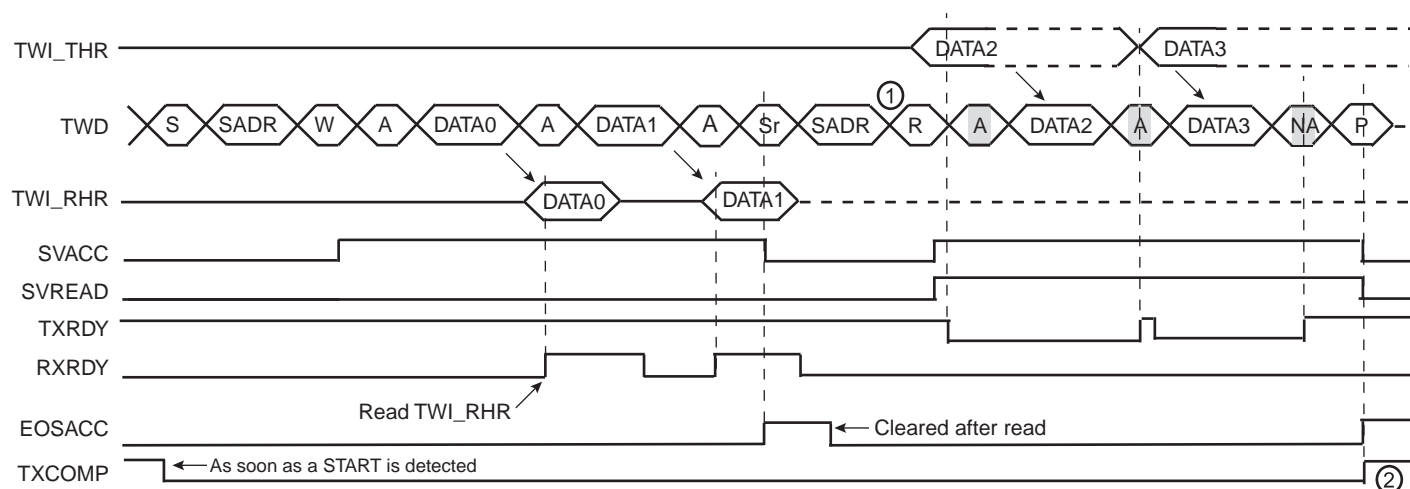 TWI_THR DATA2 DATA3
①
TWD S SADR W A DATA0 A DATA1 A Sr SADR R A DATA2 A DATA3 NA P
TWI_RHR DATA0 DATA1
SVACC
SVREAD
TXRDY
RXRDY
Read TWI_RHR
EOSACC Cleared after read
TXCOMP As soon as a START is detected ②